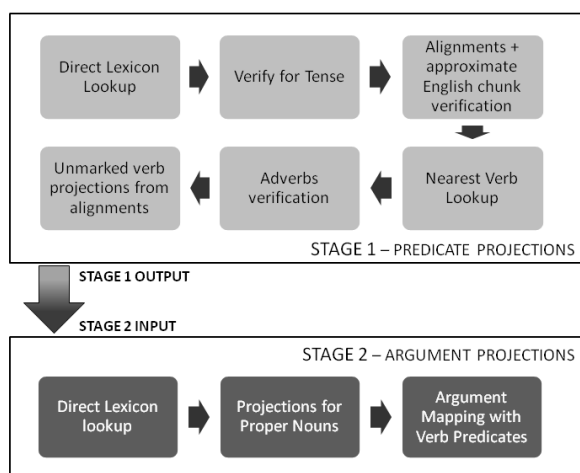 Direct Lexicon
Lookup
Verify for Tense
Alignments +
approximate
English chunk
verification
Nearest Verb
Lookup
Adverbs
verification
Unmarked verb
projections from
alignments
STAGE 1 – PREDICATE PROJECTIONS
STAGE 1 OUTPUT
STAGE 2 INPUT
STAGE 2 – ARGUMENT PROJECTIONS
Direct Lexicon
lookup
Projections for
Proper Nouns
Argument
Mapping with
Verb Predicates